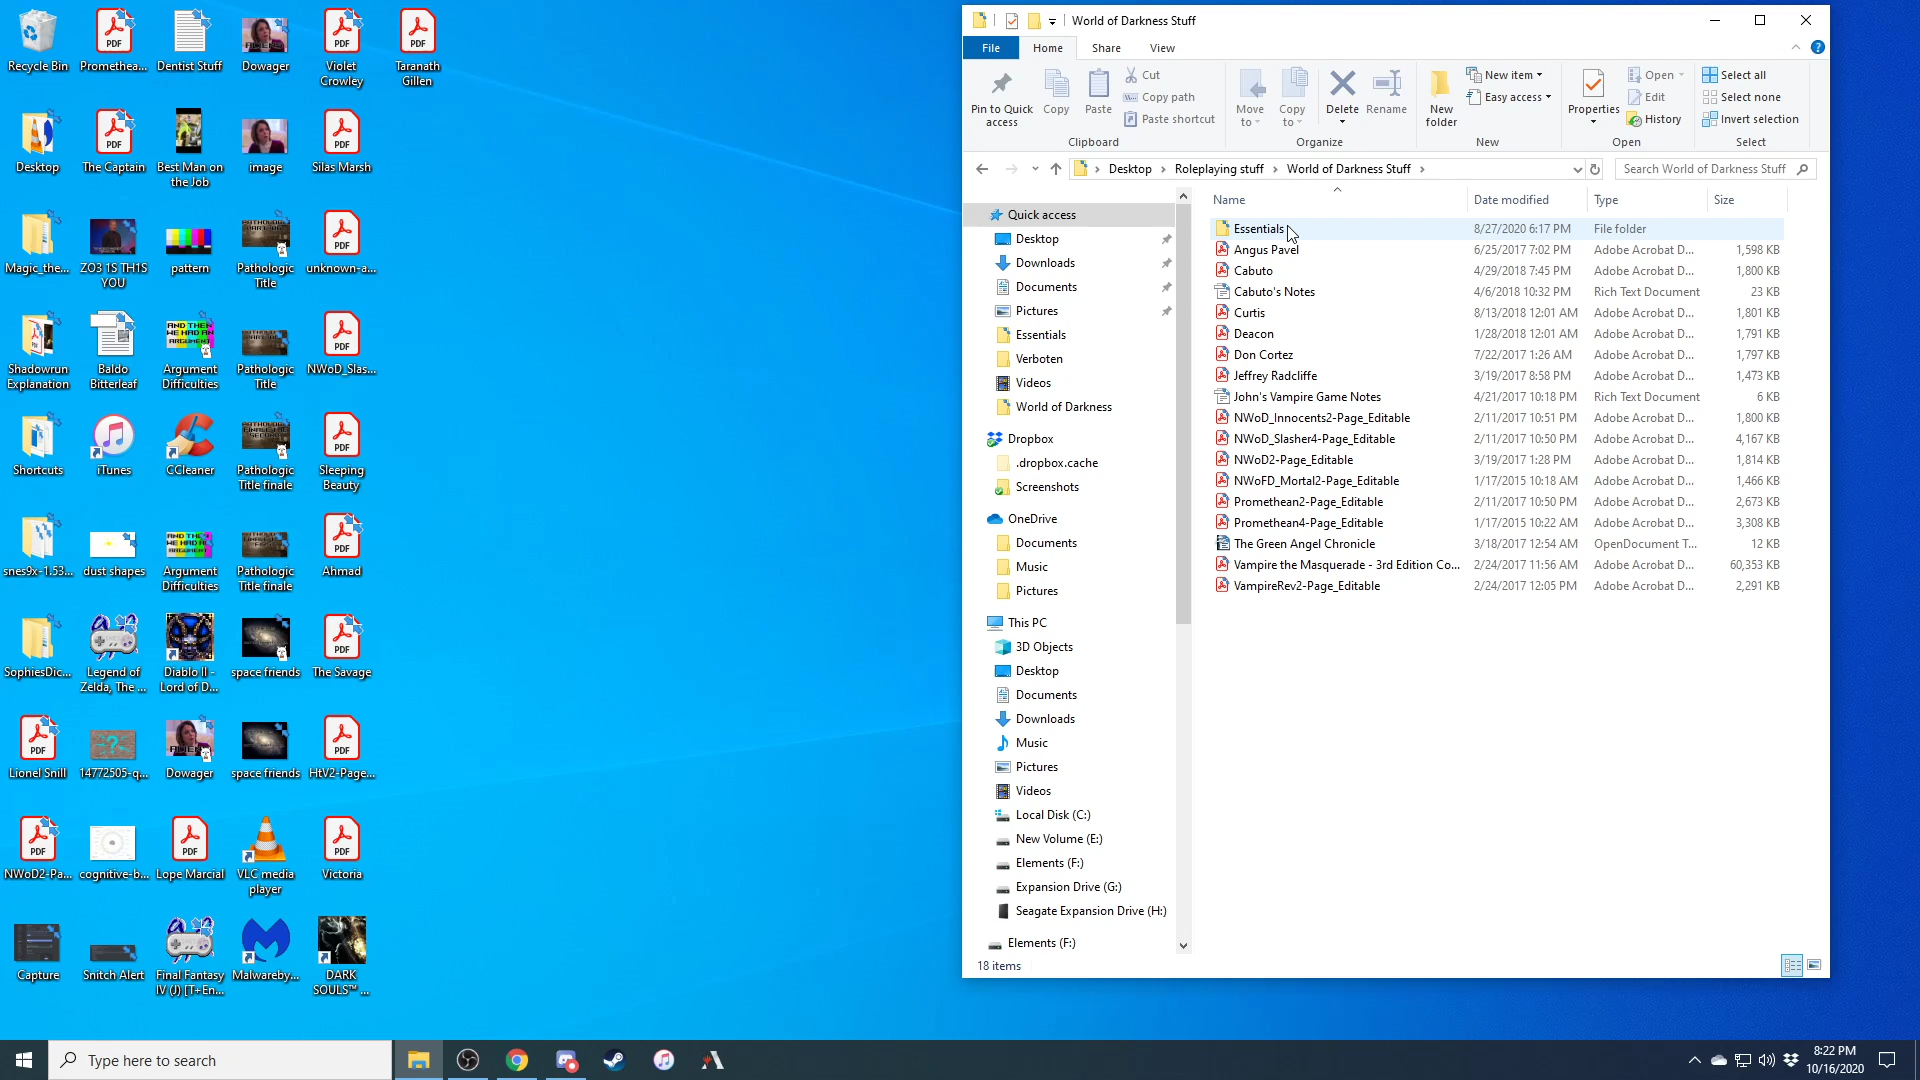 Recycle Bin
Promethea...
Dentist Stuff
Dowager
Violet
Crowley
Taranath
Gillen
Desktop
The Captain
Best Man on
the Job
image
Silas Marsh
Magic_the...
ZO3 1S TH1S
YOU
pattern
Pathologic
Title
unknown-a...
Shadowrun
Explanation
Baldo
Bitterleaf
AND THEN
WE HAD AN
ARGUMENT
Argument
Difficulties
Pathologic
Title
NWoD_Slas...
Shortcuts
iTunes
CCleaner
Pathologic
Title finale
Sleeping
Beauty
snes9x-1.53...
dust shapes
Argument
Difficulties
Pathologic
Title finale
Ahmad
SophiesDic...
Legend of
Zelda, The ...
Diablo II -
Lord of D...
space friends
The Savage
Lionel Snill
14772505-q...
Dowager
space friends
HtV2-Page...
NWoD2-Pa...
cognitive-b...
Lope Marcial
VLC media
player
Victoria
Capture
Snitch Alert
Final Fantasy
IV (J) [T+En...
Malwareby...
DARK
SOULS™ ...
World of Darkness Stuff
File Home Share View
Pin to Quick
access
Copy
Paste
Cut
Copy path
Paste shortcut
Clipboard
Move
to
Copy
to
Delete
Rename
Organize
New
folder
New item
Easy access
New
Properties
Open
Edit
History
Open
Select all
Select none
Invert selection
Select
Desktop Roleplaying stuff World of Darkness Stuff
Search World of Darkness Stuff
Quick access
Desktop
Downloads
Documents
Pictures
Essentials
Verboten
Videos
World of Darkness
Dropbox
.dropbox.cache
Screenshots
OneDrive
Documents
Music
Pictures
This PC
3D Objects
Desktop
Documents
Downloads
Music
Pictures
Videos
Local Disk (C:)
New Volume (E:)
Elements (F:)
Expansion Drive (G:)
Seagate Expansion Drive (H:)
Elements (F:)
Name Date modified Type Size
Essentials 8/27/2020 6:17 PM File folder
Angus Pavel 6/25/2017 7:02 PM Adobe Acrobat D... 1,598 KB
Cabuto 4/29/2018 7:45 PM Adobe Acrobat D... 1,800 KB
Cabuto's Notes 4/6/2018 10:32 PM Rich Text Document 23 KB
Curtis 8/13/2018 12:01 AM Adobe Acrobat D... 1,801 KB
Deacon 1/28/2018 12:01 AM Adobe Acrobat D... 1,791 KB
Don Cortez 7/22/2017 1:26 AM Adobe Acrobat D... 1,797 KB
Jeffrey Radcliffe 3/19/2017 8:58 PM Adobe Acrobat D... 1,473 KB
John's Vampire Game Notes 4/21/2017 10:18 PM Rich Text Document 6 KB
NWoD_Innocents2-Page_Editable 2/11/2017 10:51 PM Adobe Acrobat D... 1,800 KB
NWoD_Slasher4-Page_Editable 2/11/2017 10:50 PM Adobe Acrobat D... 4,167 KB
NWoD2-Page_Editable 3/19/2017 1:28 PM Adobe Acrobat D... 1,814 KB
NWoFD_Mortal2-Page_Editable 1/17/2015 10:18 AM Adobe Acrobat D... 1,466 KB
Promethean2-Page_Editable 2/11/2017 10:50 PM Adobe Acrobat D... 2,673 KB
Promethean4-Page_Editable 1/17/2015 10:22 AM Adobe Acrobat D... 3,308 KB
The Green Angel Chronicle 3/18/2017 12:54 AM OpenDocument T... 12 KB
Vampire the Masquerade - 3rd Edition Co... 2/24/2017 11:56 AM Adobe Acrobat D... 60,353 KB
VampireRev2-Page_Editable 2/24/2017 12:05 PM Adobe Acrobat D... 2,291 KB
18 items
Type here to search
8:22 PM
10/16/2020